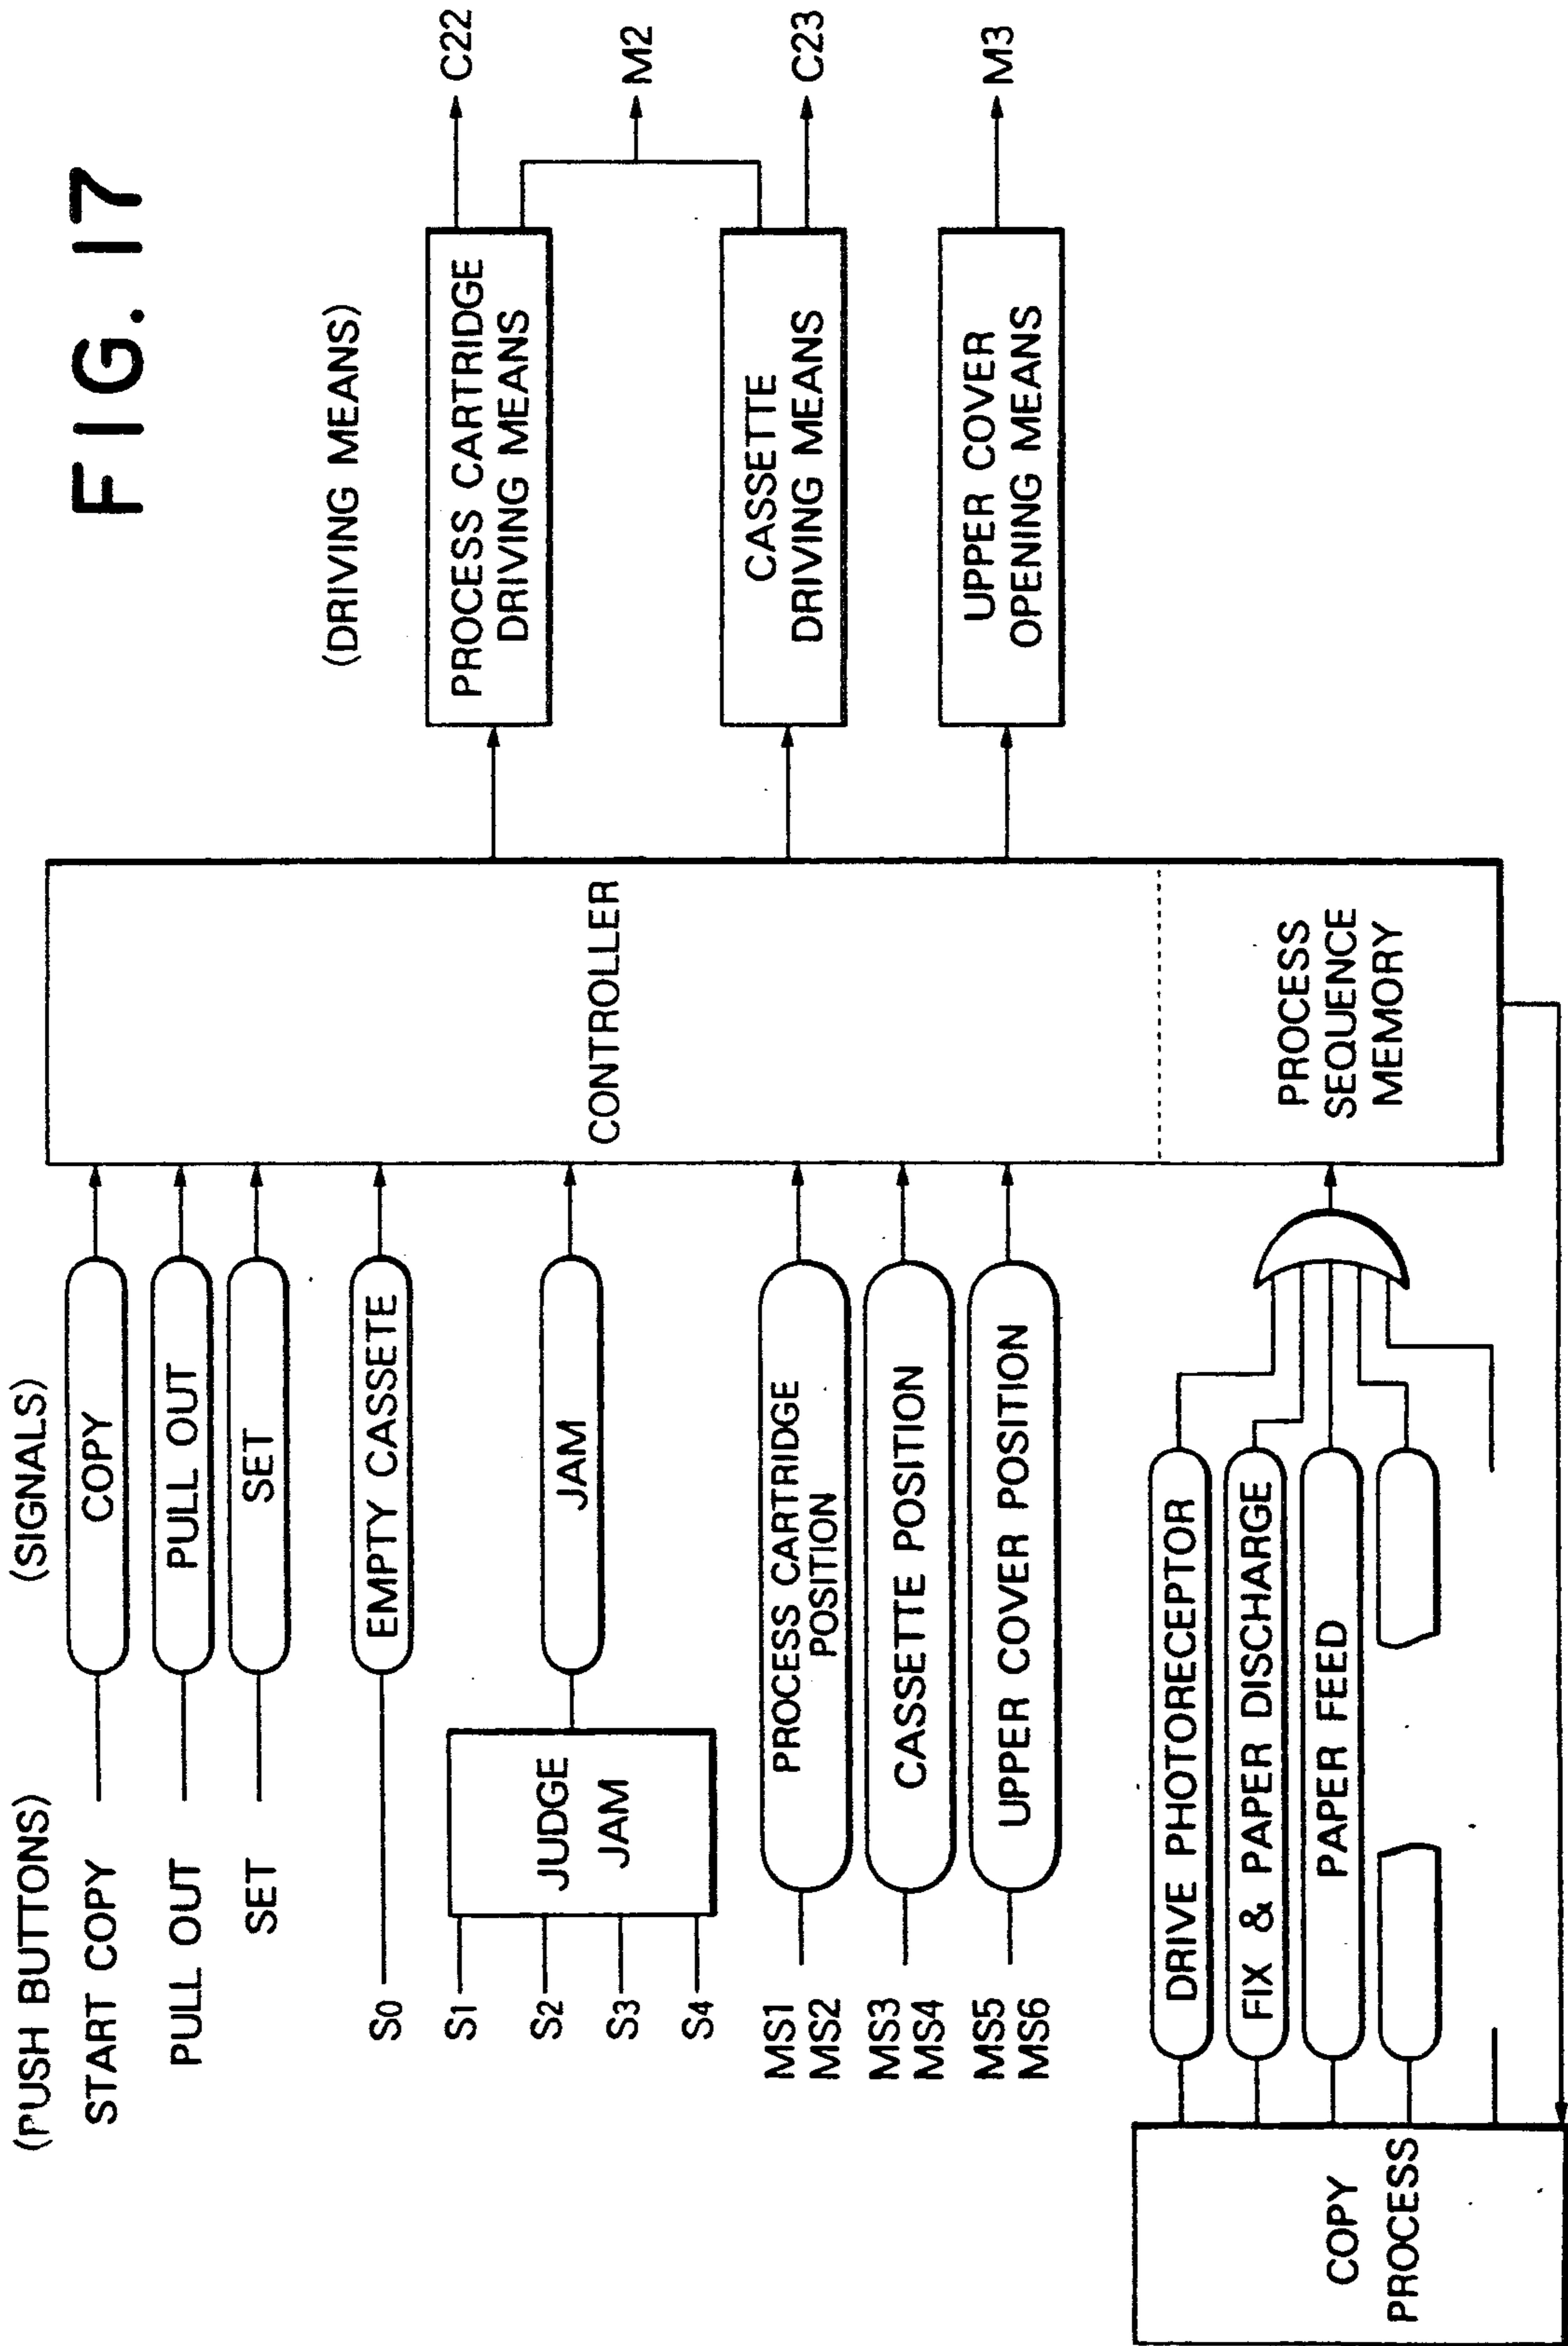 FIG. 17
(PUSH BUTTONS)
(SIGNALS)
(DRIVING MEANS)
START COPY
COPY
PULL OUT
PULL OUT
SET
SET
S0
EMPTY CASSETE
S1
S2
S3
S4
JUDGE
JAM
JAM
MS1
MS2
PROCESS CARTRIDGE
POSITION
MS3
MS4
CASSETTE POSITION
MS5
MS6
UPPER COVER POSITION
COPY
PROCESS
DRIVE PHOTORECEPTOR
FIX & PAPER DISCHARGE
PAPER FEED
CONTROLLER
PROCESS
SEQUENCE
MEMORY
PROCESS CARTRIDGE
DRIVING MEANS
CASSETTE
DRIVING MEANS
UPPER COVER
OPENING MEANS
C22
M2
C23
M3